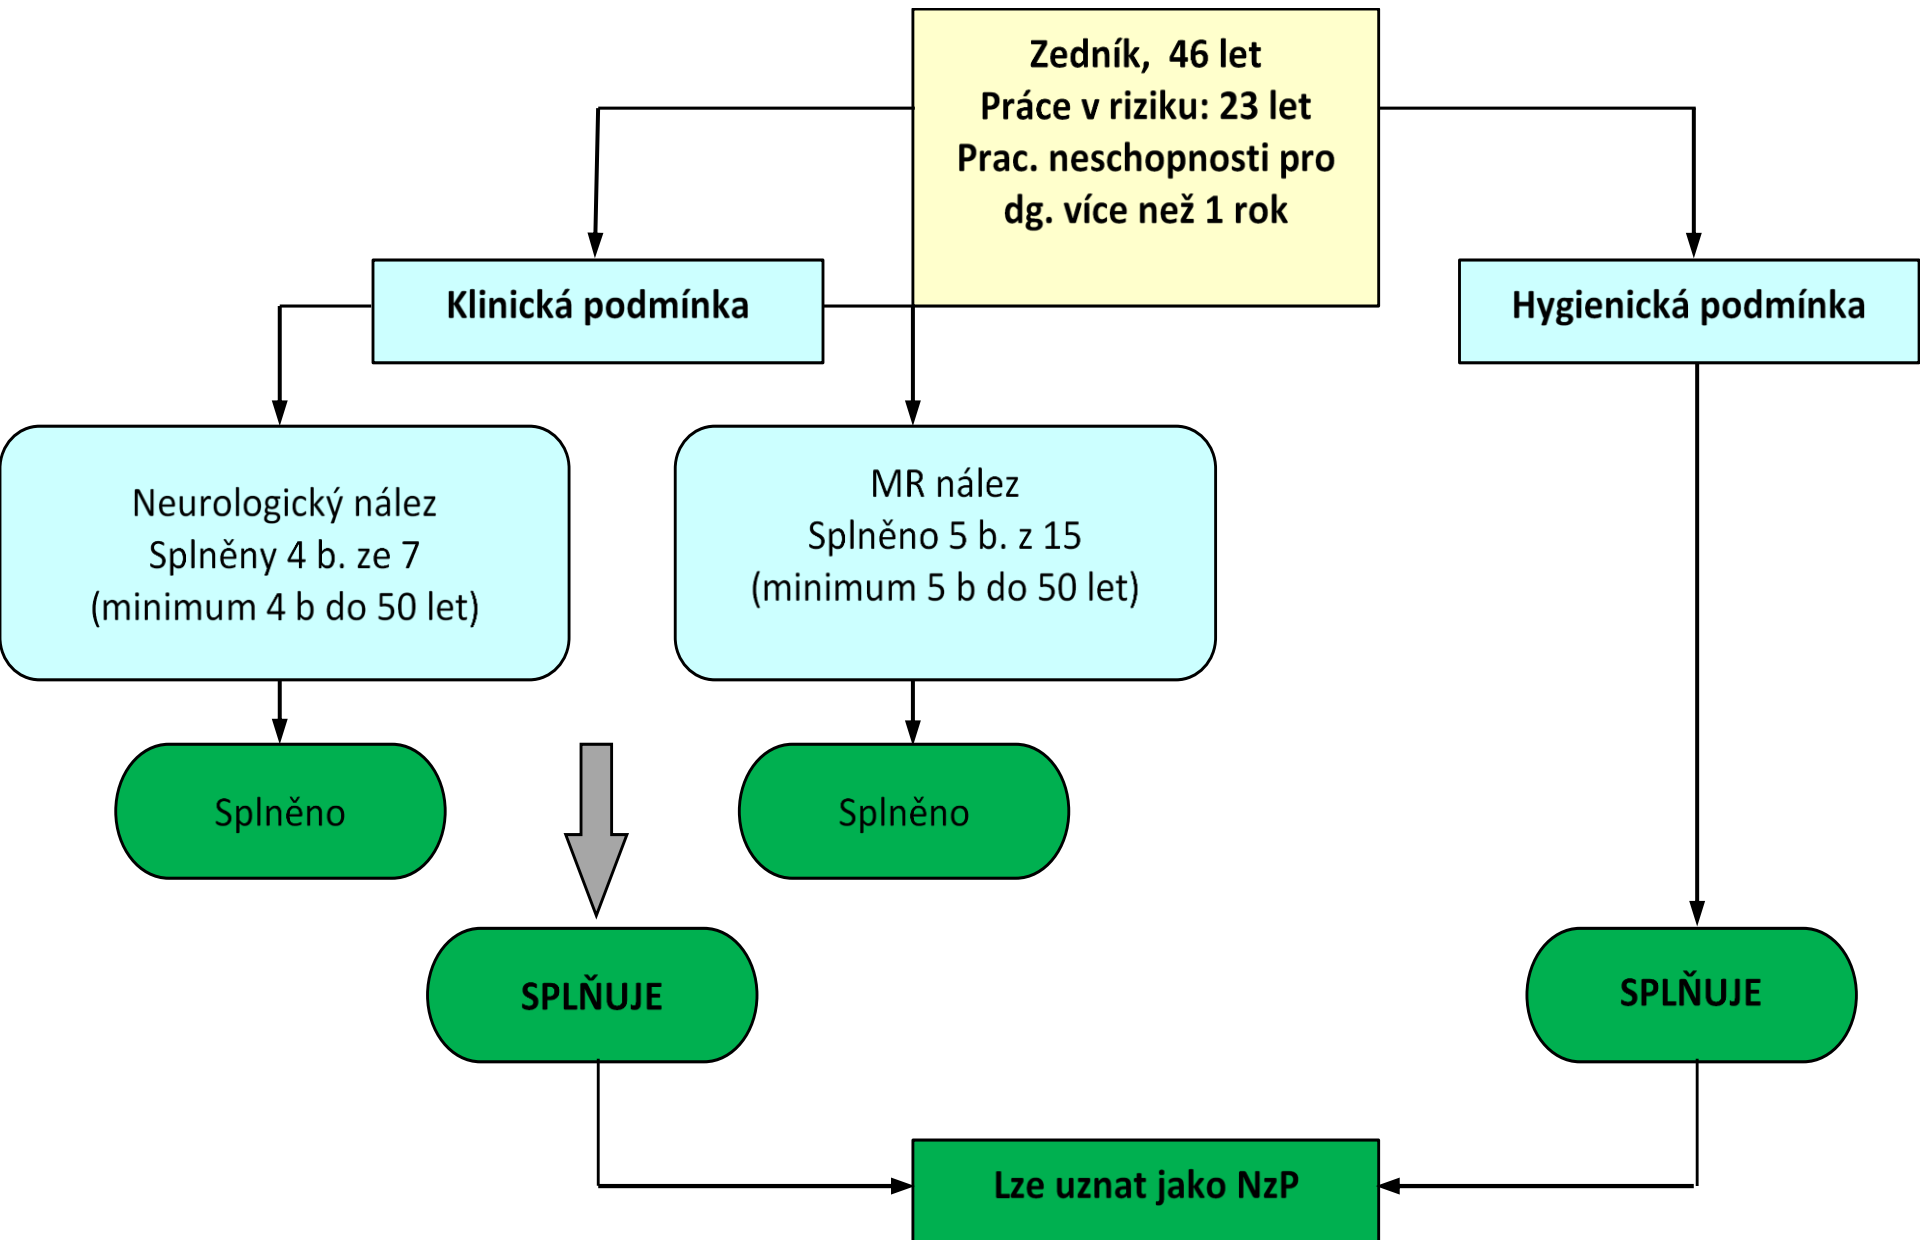 Zedník, 46 let
Práce v riziku: 23 let
Prac. neschopnosti pro
dg. více než 1 rok
Klinická podmínka
Hygienická podmínka
Neurologický nález
Splněny 4 b. ze 7
(minimum 4 b do 50 let)
MR nález
Splněno 5 b. z 15
(minimum 5 b do 50 let)
Splněno
Splněno
SPLŇUJE
SPLŇUJE
Lze uznat jako NzP